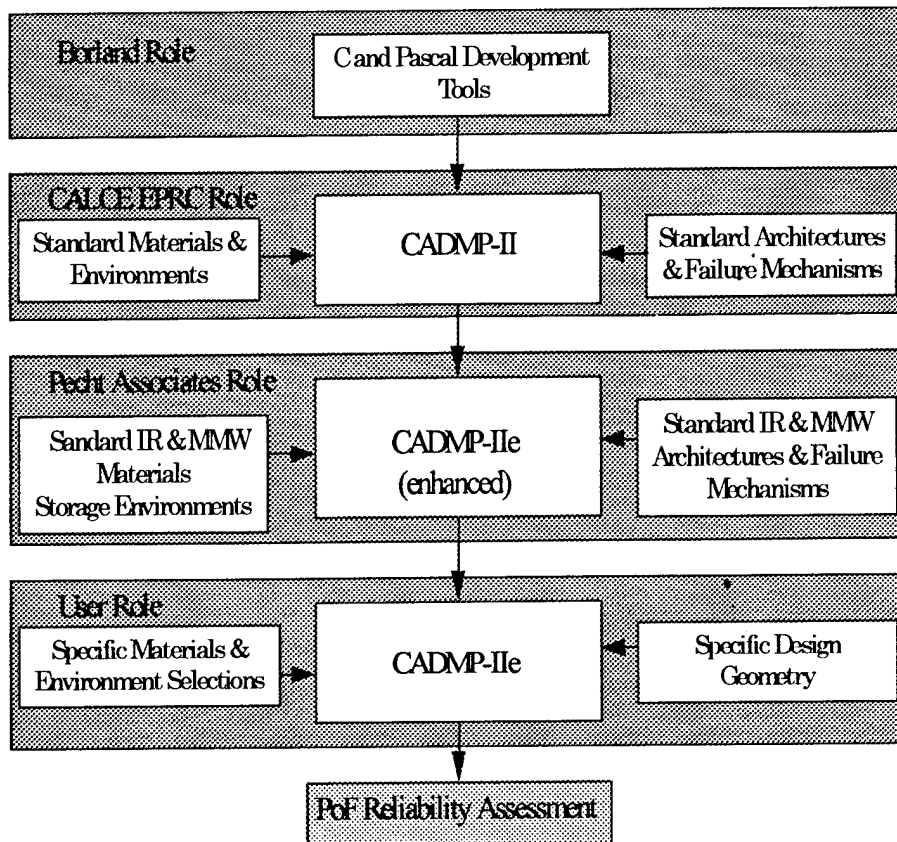 Borland Role
C and Pascal Development
Tools
CALCE EPRC Role
Standard Materials &
Environments
CADMP-II
Standard Architectures
& Failure Mechanisms
Pecht Associates Role
Sandard IR & MMW
Materials
Storage Environments
CADMP-IIe
(enhanced)
Standard IR & MMW
Architectures & Failure
Mechanisms
User Role
Specific Materials &
Environment Selections
CADMP-IIe
Specific Design
Geometry
PoF Reliability Assessment